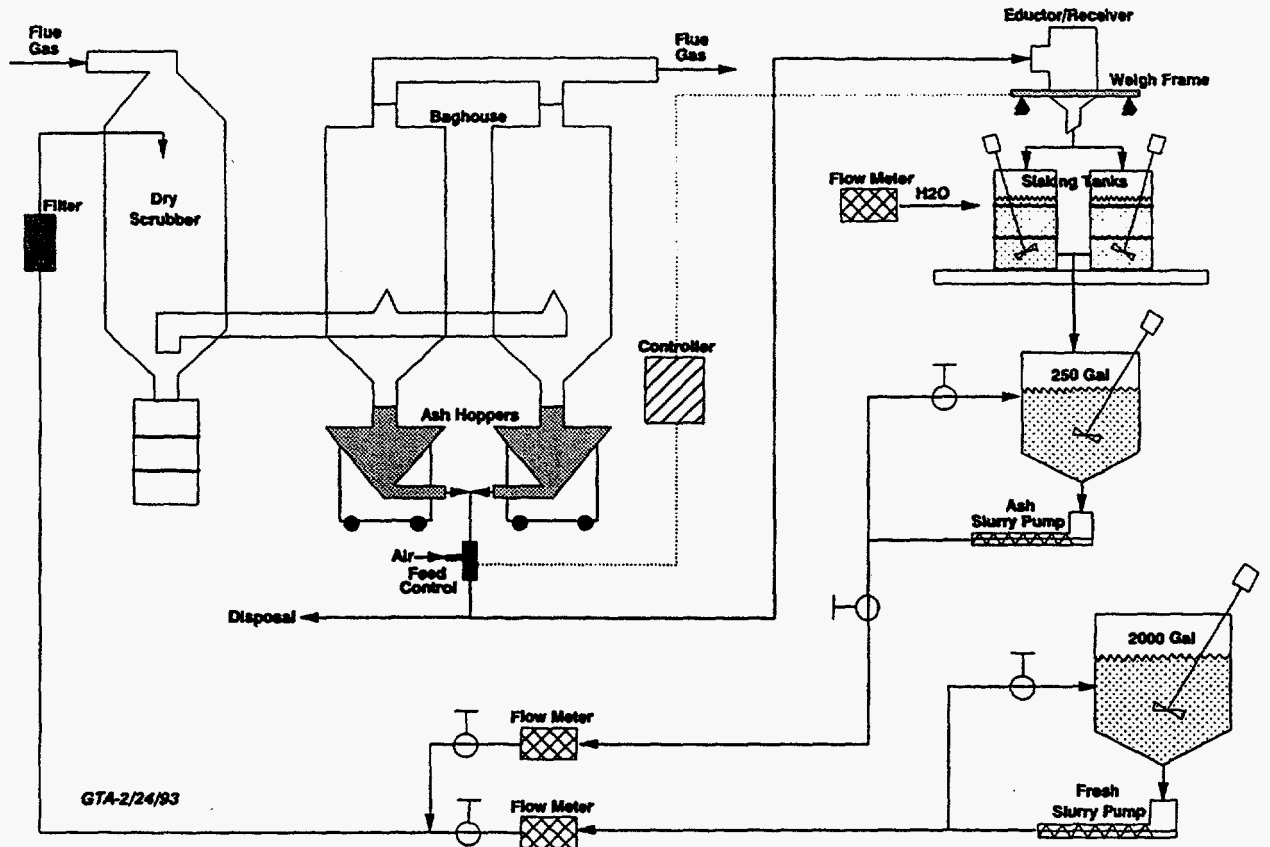 Flue
Gas
Flue
Gas
Eductor/Receiver
Weigh Frame
Baghouse
Slaking Tanks
Flow Meter
H2O
Filter
Dry
Scrubber
Controller
250 Gal
Ash Hoppers
Ash
Slurry Pump
Air
Feed
Control
Disposal
2000 Gal
Flow Meter
GTA-2/24/93
Flow Meter
Fresh
Slurry Pump